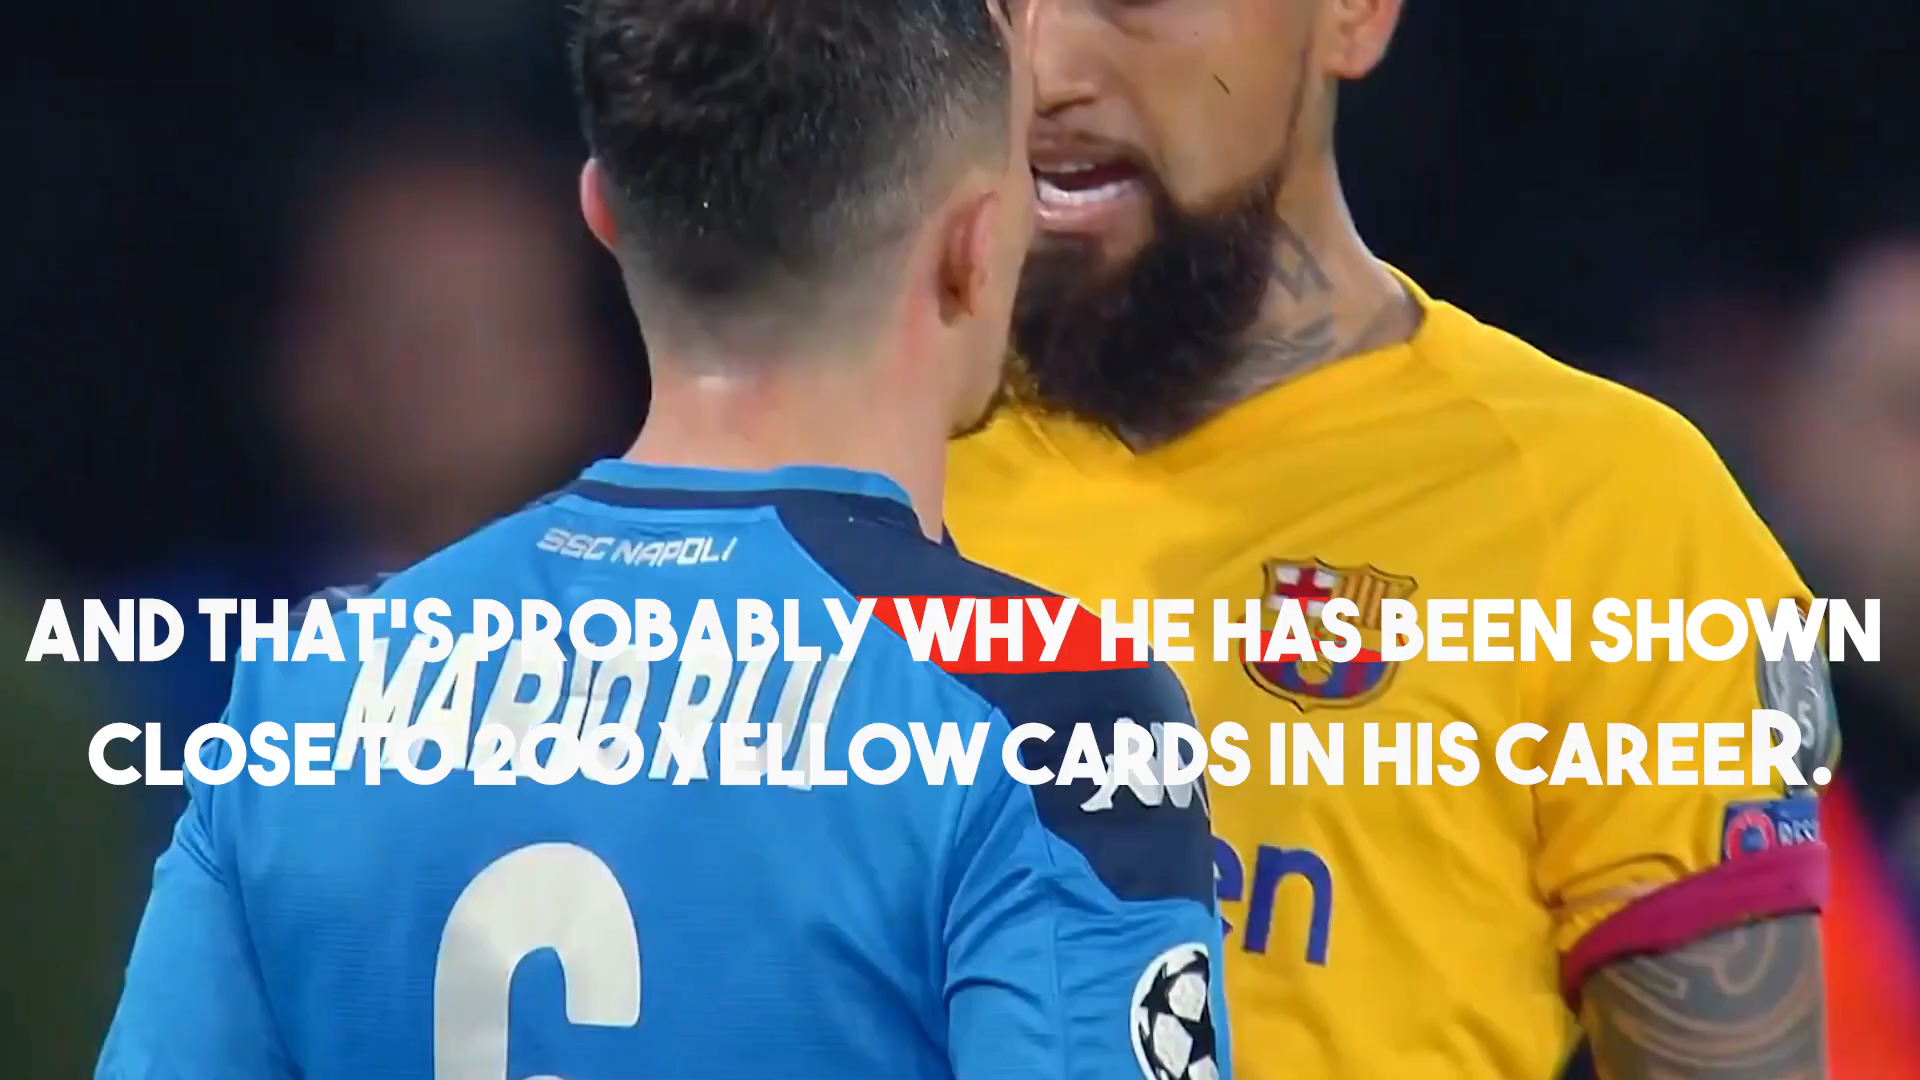 SSC NAPOLI
AND THAT'S PROBABLY WHY HE HAS BEEN SHOWN
MARIO RUI
CLOSE TO 200 YELLOW CARDS IN HIS CAREER.
en
6